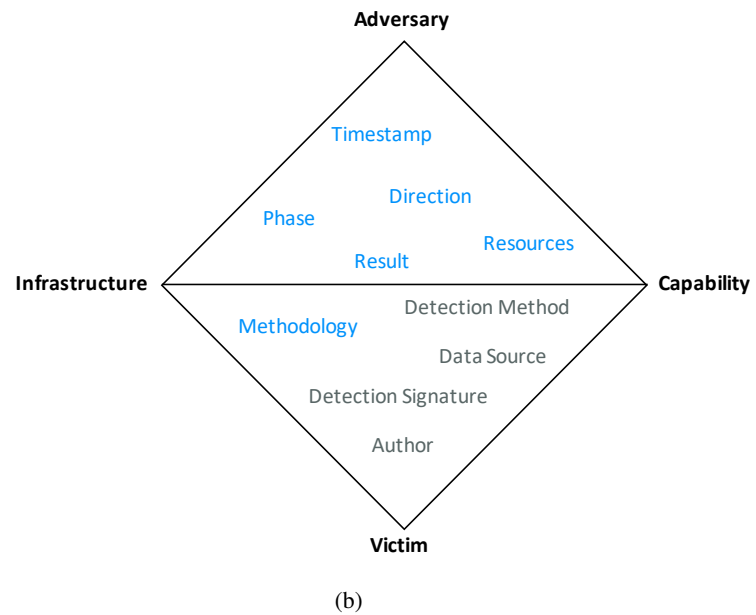 Adversary
Timestamp
Direction
Phase
Resources
Result
Infrastructure
Capability
Detection Method
Methodology
Data Source
Detection Signature
Author
Victim
(b)